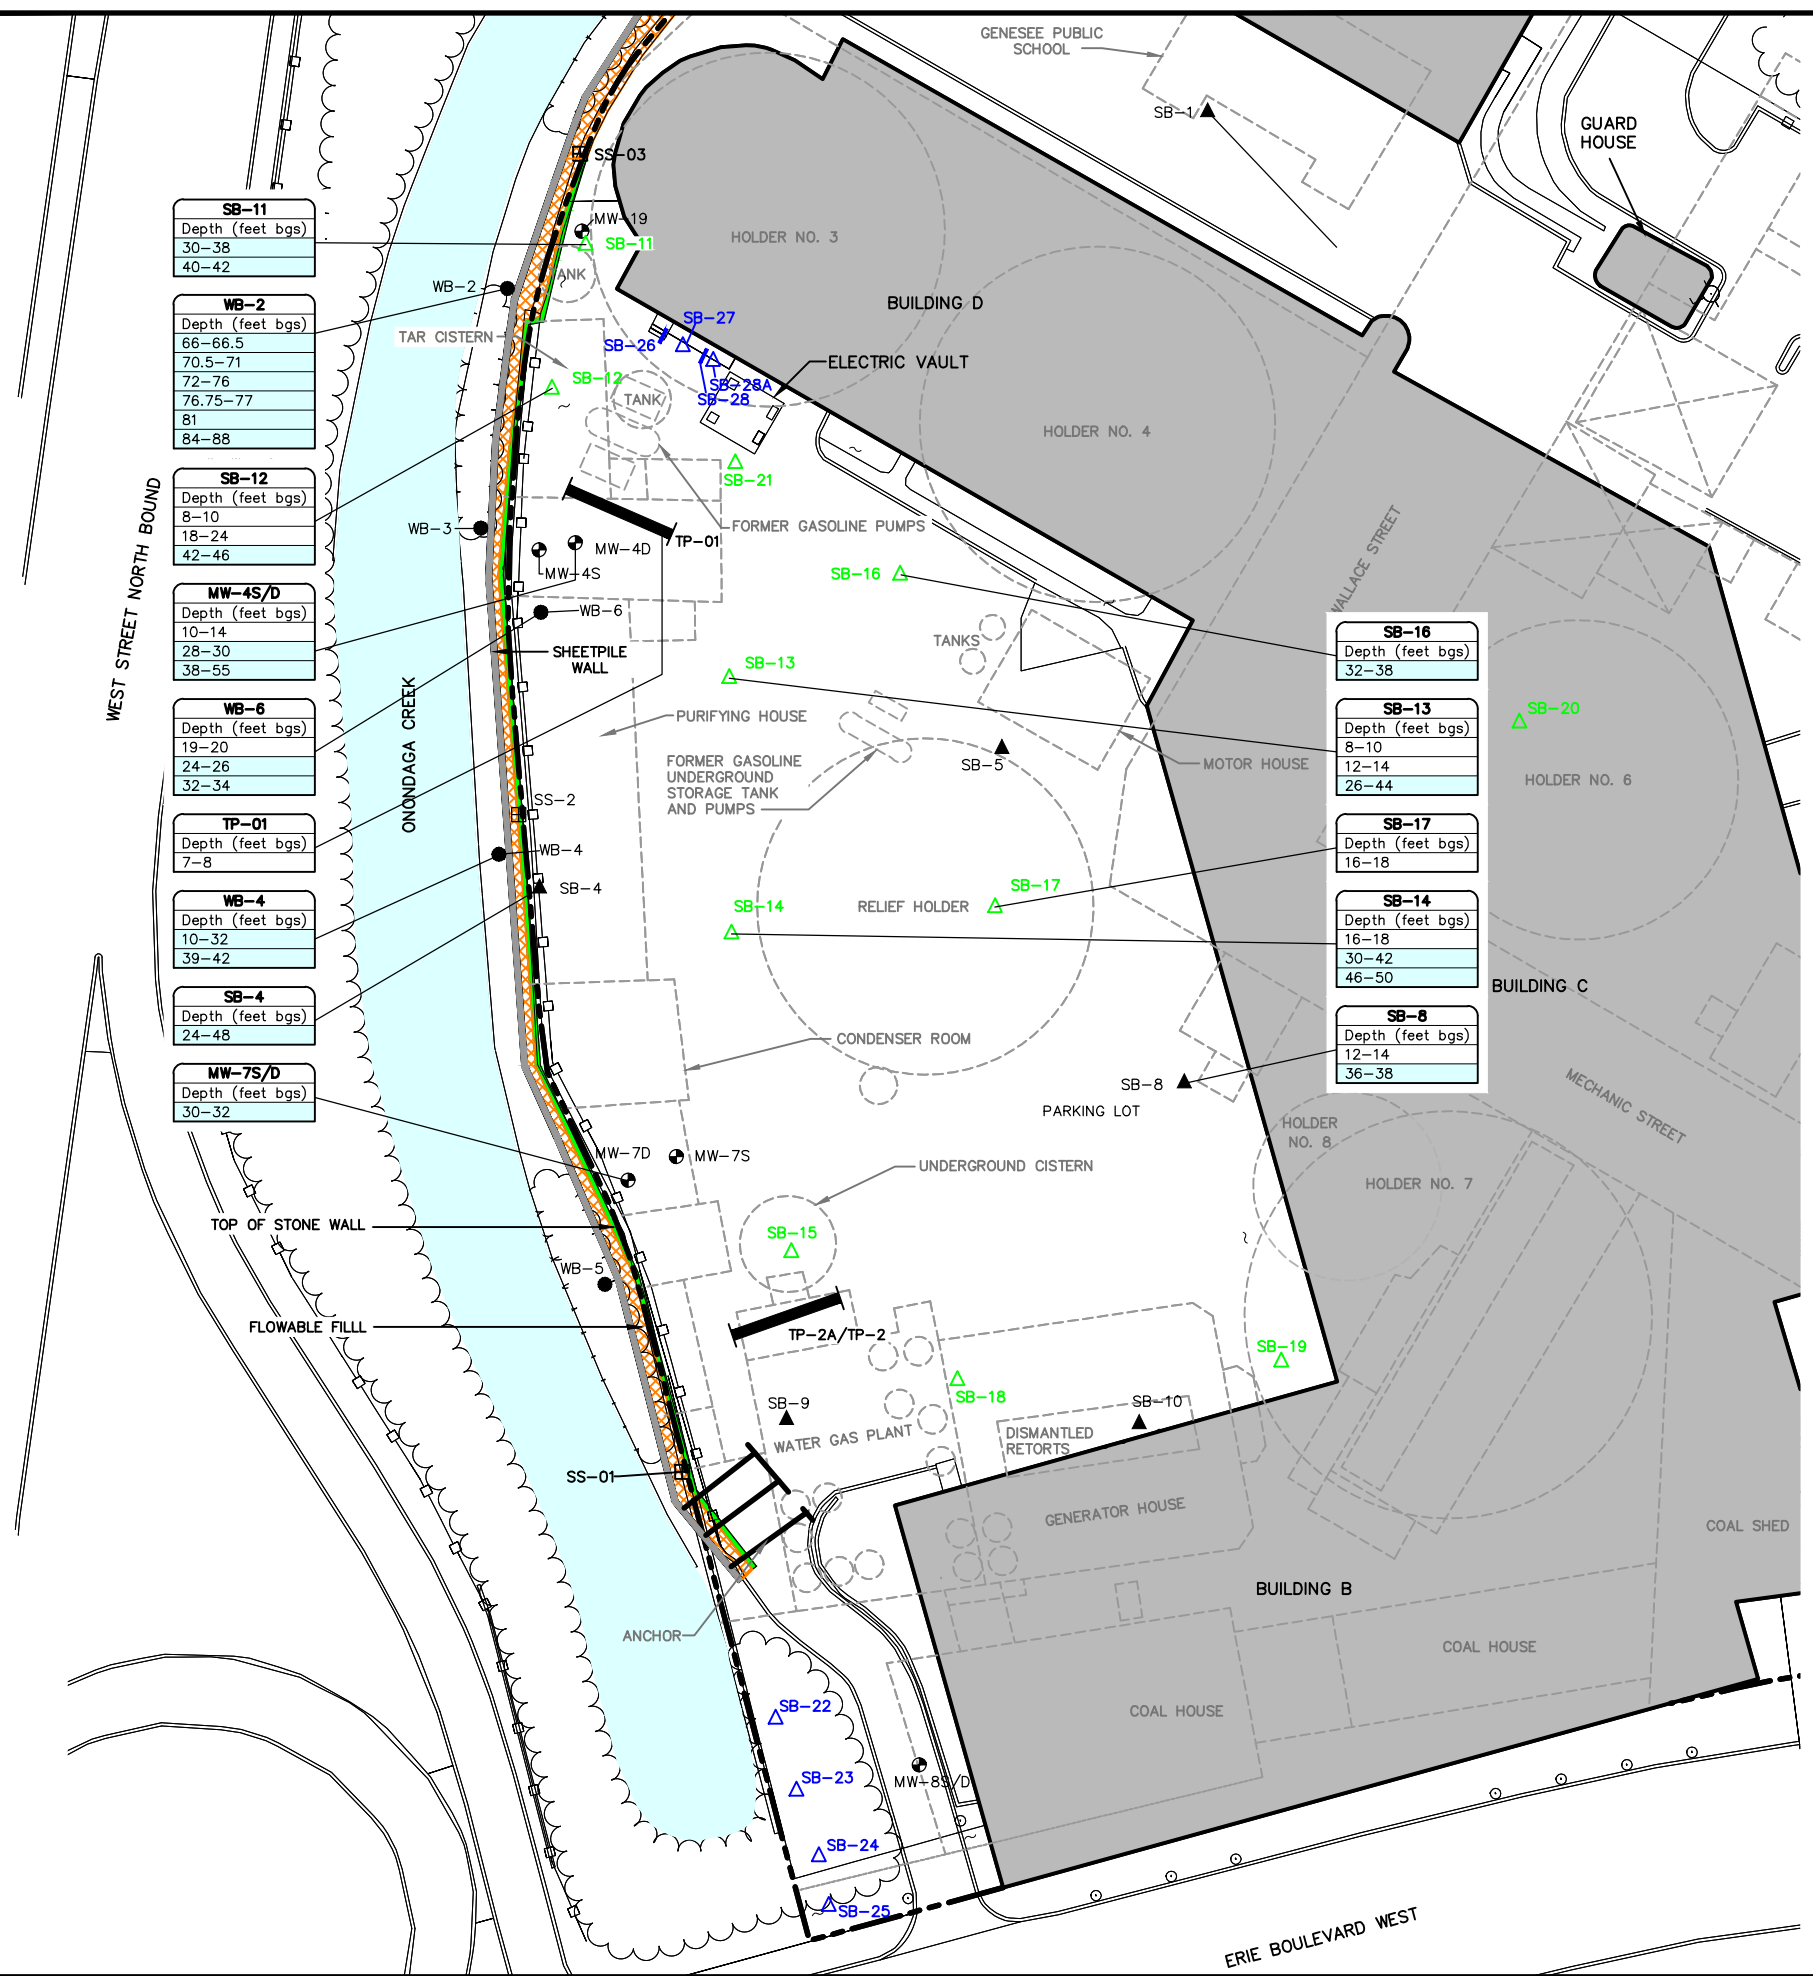 GENESEE PUBLIC
SCHOOL
SB-1
GUARD
HOUSE
SS-03
MW-19
SB-11
TANK
HOLDER NO. 3
BUILDING D
WB-2
TAR CISTERN
SB-27
SB-26
SB-28A
SB-28
ELECTRIC VAULT
SB-12
TANK
HOLDER NO. 4
SB-21
FORMER GASOLINE PUMPS
WB-3
TP-01
MW-4D
MW-4S
SB-16
WB-6
WALLACE STREET
TANKS
SHEETPILE
WALL
SB-13
PURIFYING HOUSE
FORMER GASOLINE
UNDERGROUND
STORAGE TANK
AND PUMPS
SB-5
MOTOR HOUSE
SB-20
HOLDER NO. 6
WEST STREET NORTH BOUND
ONONDAGA CREEK
SS-2
WB-4
SB-4
SB-14
RELIEF HOLDER
SB-17
BUILDING C
CONDENSER ROOM
SB-8
PARKING LOT
MECHANIC STREET
HOLDER
NO. 8
HOLDER NO. 7
MW-7D
MW-7S
UNDERGROUND CISTERN
TOP OF STONE WALL
SB-15
WB-5
FLOWABLE FILLL
TP-2A/TP-2
SB-19
SB-18
SB-9
SB-10
WATER GAS PLANT
DISMANTLED
RETORTS
SS-01
GENERATOR HOUSE
COAL SHED
BUILDING B
ANCHOR
COAL HOUSE
COAL HOUSE
SB-22
MW-8S/D
SB-23
SB-24
SB-25
ERIE BOULEVARD WEST
SB-11
Depth (feet bgs)
30-38
40-42
WB-2
Depth (feet bgs)
66-66.5
70.5-71
72-76
76.75-77
81
84-88
SB-12
Depth (feet bgs)
8-10
18-24
42-46
MW-4S/D
Depth (feet bgs)
10-14
28-30
38-55
WB-6
Depth (feet bgs)
19-20
24-26
32-34
TP-01
Depth (feet bgs)
7-8
WB-4
Depth (feet bgs)
10-32
39-42
SB-4
Depth (feet bgs)
24-48
MW-7S/D
Depth (feet bgs)
30-32
SB-16
Depth (feet bgs)
32-38
SB-13
Depth (feet bgs)
8-10
12-14
26-44
SB-17
Depth (feet bgs)
16-18
SB-14
Depth (feet bgs)
16-18
30-42
46-50
SB-8
Depth (feet bgs)
12-14
36-38